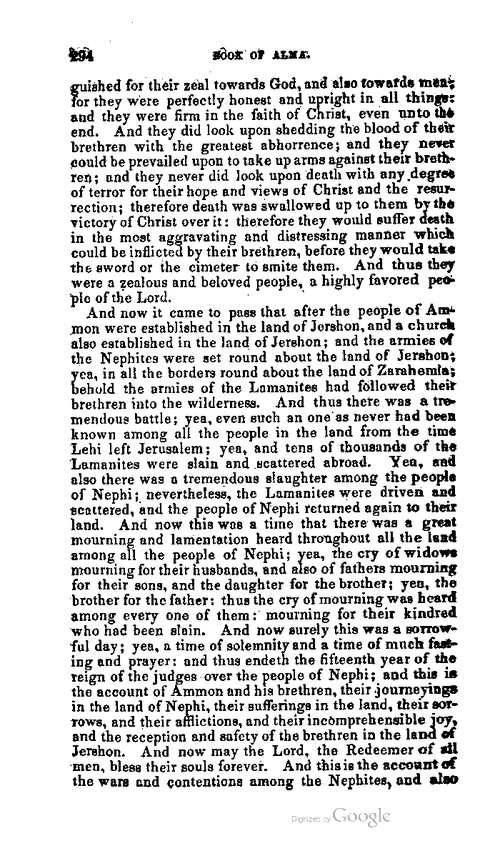 294 BOOK OF ALMA.
guished for their zeal towards God, and also towards men;
for they were perfectly honest and upright in all things:
and they were firm in the faith of Christ, even unto the
end. And they did look upon shedding the blood of their
brethren with the greatest abhorrence; and they never
could be prevailed upon to take up arms against their breth-
ren; and they never did look upon death with any degree
of terror for their hope and views of Christ and the resur-
rection; therefore death was swallowed up to them by the
victory of Christ over it: therefore they would suffer death
in the most aggravating and distressing manner which
could be inflicted by their brethren, before they would take
the sword or the cimeter to smite them. And thus they
were a zealous and beloved people, a highly favored peo-
ple of the Lord.
And now it came to pass that after the people of Am-
mon were established in the land of Jershon, and a church
also established in the land of Jershon; and the armies of
the Nephites were set round about the land of Jershon;
yea, in all the borders round about the land of Zarahemla;
behold the armies of the Lamanites had followed their
brethren into the wilderness. And thus there was a tre-
mendous battle; yea, even such an one as never had been
known among all the people in the land from the time
Lehi left Jerusalem; yea, and tens of thousands of the
Lamanites were slain and scattered abroad. Yea, and
also there was a tremendous slaughter among the people
of Nephi; nevertheless, the Lamanites were driven and
scattered, and the people of Nephi returned again to their
land. And now this was a time that there was a great
mourning and lamentation heard throughout all the land
among all the people of Nephi; yea, the cry of widows
mourning for their husbands, and also of fathers mourning
for their sons, and the daughter for the brother; yea, the
brother for the father: thus the cry of mourning was heard
among every one of them: mourning for their kindred
who had been slain. And now surely this was a sorrow-
ful day; yea, a time of solemnity and a time of much fast-
ing and prayer: and thus endeth the fifteenth year of the
reign of the judges over the people of Nephi; and this is
the account of Ammon and his brethren, their journeyings
in the land of Nephi, their sufferings in the land, their sor-
rows, and their afflictions, and their incomprehensible joy,
and the reception and safety of the brethren in the land of
Jershon. And now may the Lord, the Redeemer of all
men, bless their souls forever. And this is the account of
the wars and contentions among the Nephites, and also
Digitized by Google